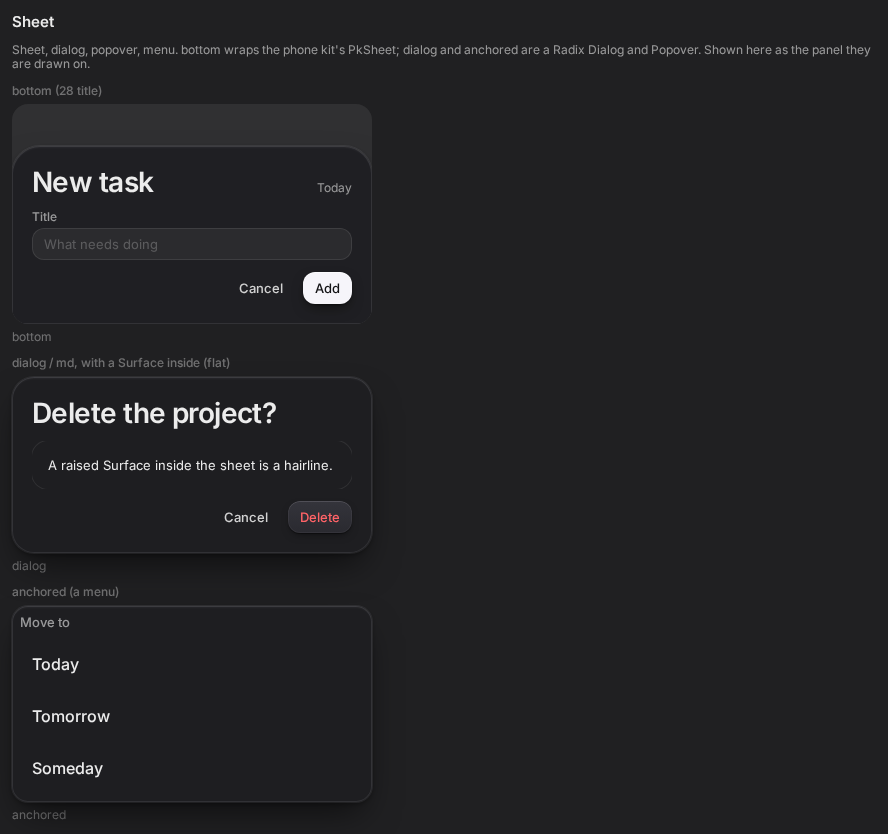 Sheet
Sheet, dialog, popover, menu. bottom wraps the phone kit's PkSheet; dialog and anchored are a Radix Dialog and Popover. Shown here as the panel they
are drawn on.
bottom (28 title)
New task
Today
Title
What needs doing
Cancel
Add
bottom
dialog / md, with a Surface inside (flat)
Delete the project?
A raised Surface inside the sheet is a hairline.
Cancel
Delete
dialog
anchored (a menu)
Move to
Today
Tomorrow
Someday
anchored